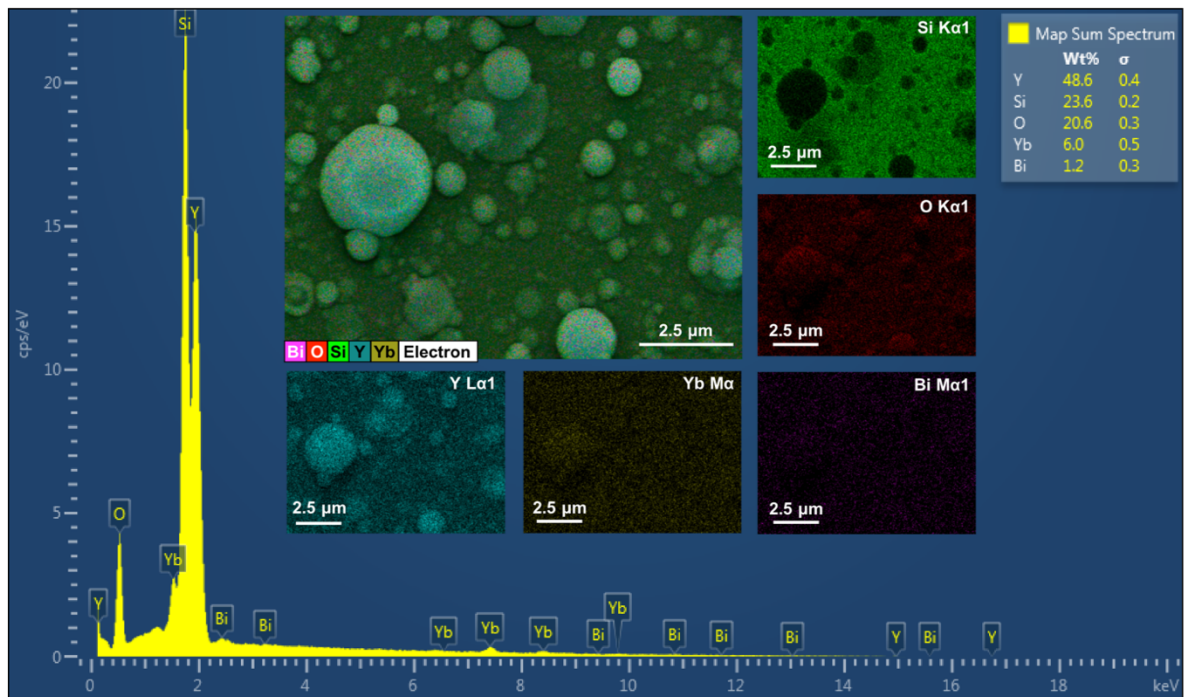 Si
Y
O
Yb
Y
Bi
Bi
Yb
Yb
Yb
Bi
Yb
Bi
Bi
Bi
Y
Bi
Y
cps/eV
20
15
10
5
0
0 2 4 6 8 10 12 14 16 18 keV
2.5 µm
Bi O Si Y Yb Electron
Si Kα1
2.5 µm
O Kα1
2.5 µm
Y Lα1
2.5 µm
Yb Mα
2.5 µm
Bi Mα1
2.5 µm
Map Sum Spectrum
Wt% σ
Y 48.6 0.4
Si 23.6 0.2
O 20.6 0.3
Yb 6.0 0.5
Bi 1.2 0.3